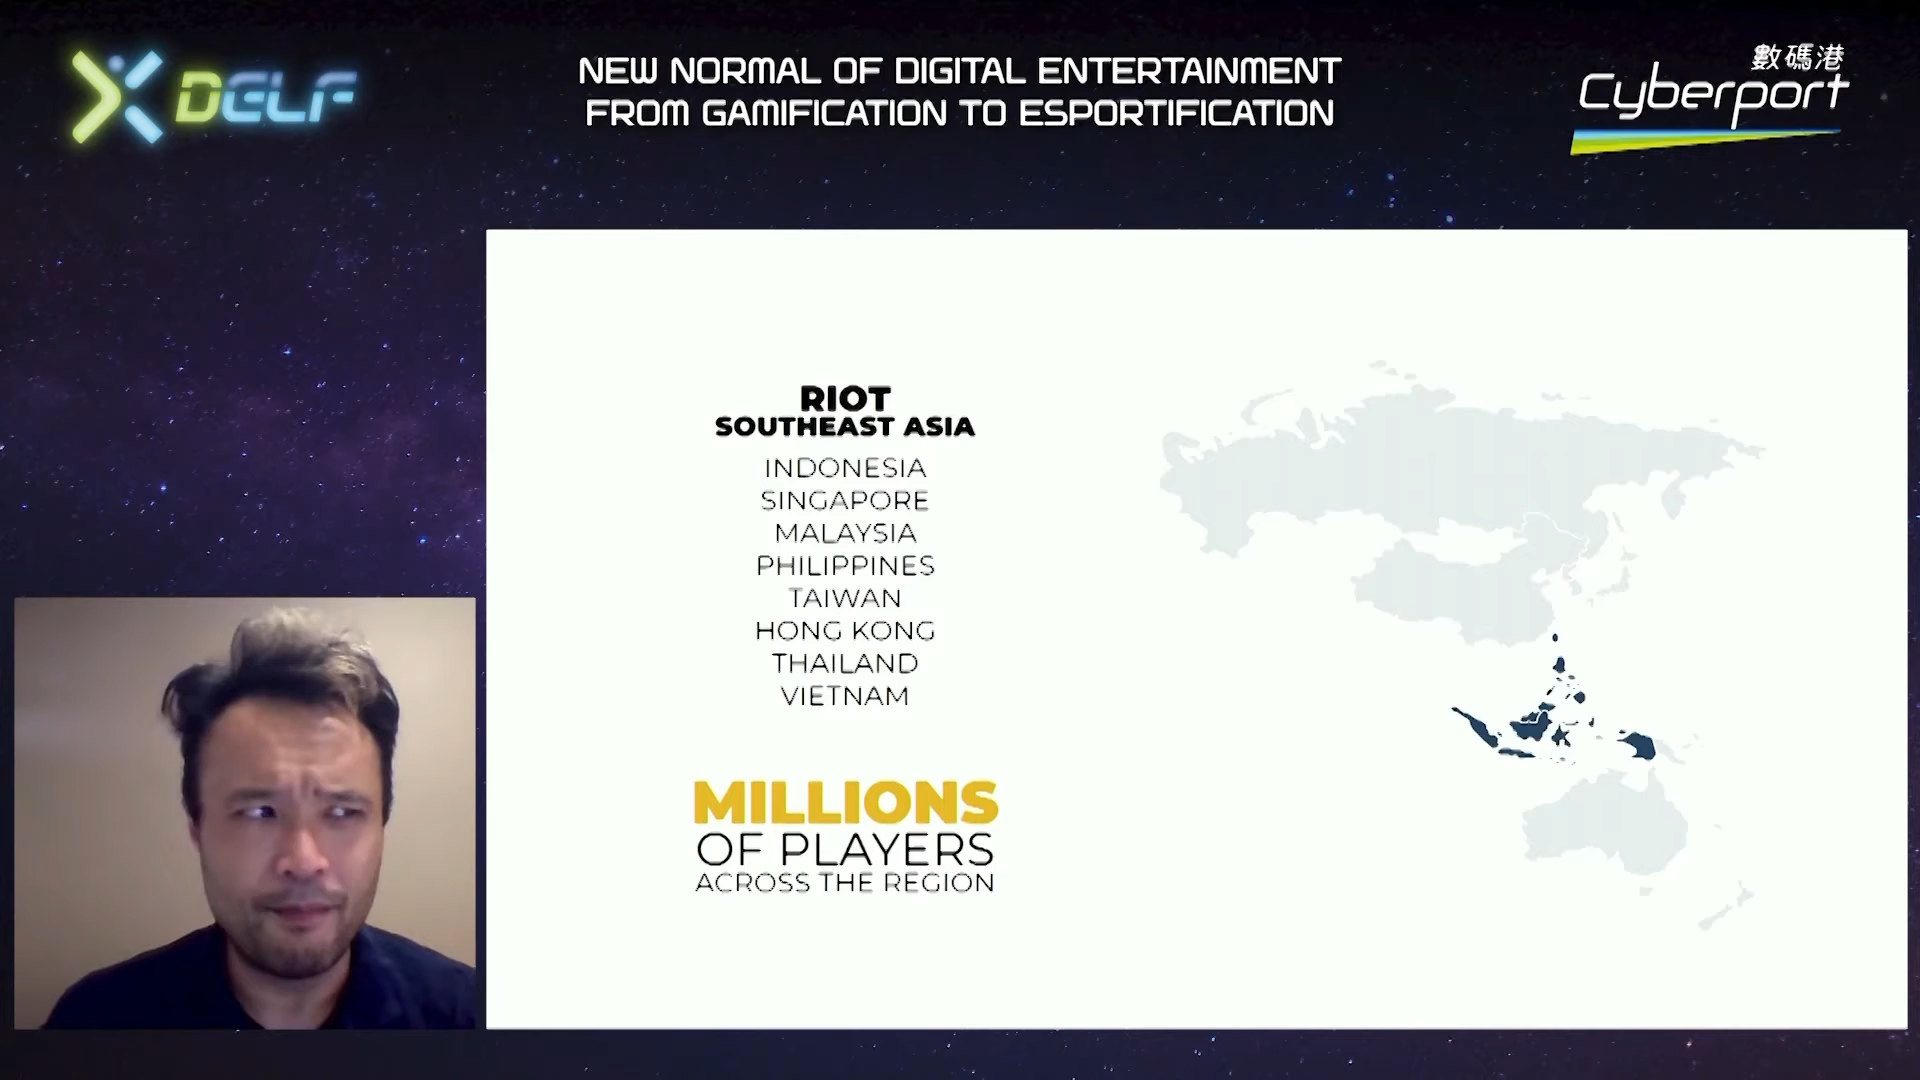 DELF
NEW NORMAL OF DIGITAL ENTERTAINMENT
FROM GAMIFICATION TO ESPORTIFICATION
數碼港
Cyberport
RIOT
SOUTHEAST ASIA
INDONESIA
SINGAPORE
MALAYSIA
PHILIPPINES
TAIWAN
HONG KONG
THAILAND
VIETNAM
MILLIONS
OF PLAYERS
ACROSS THE REGION